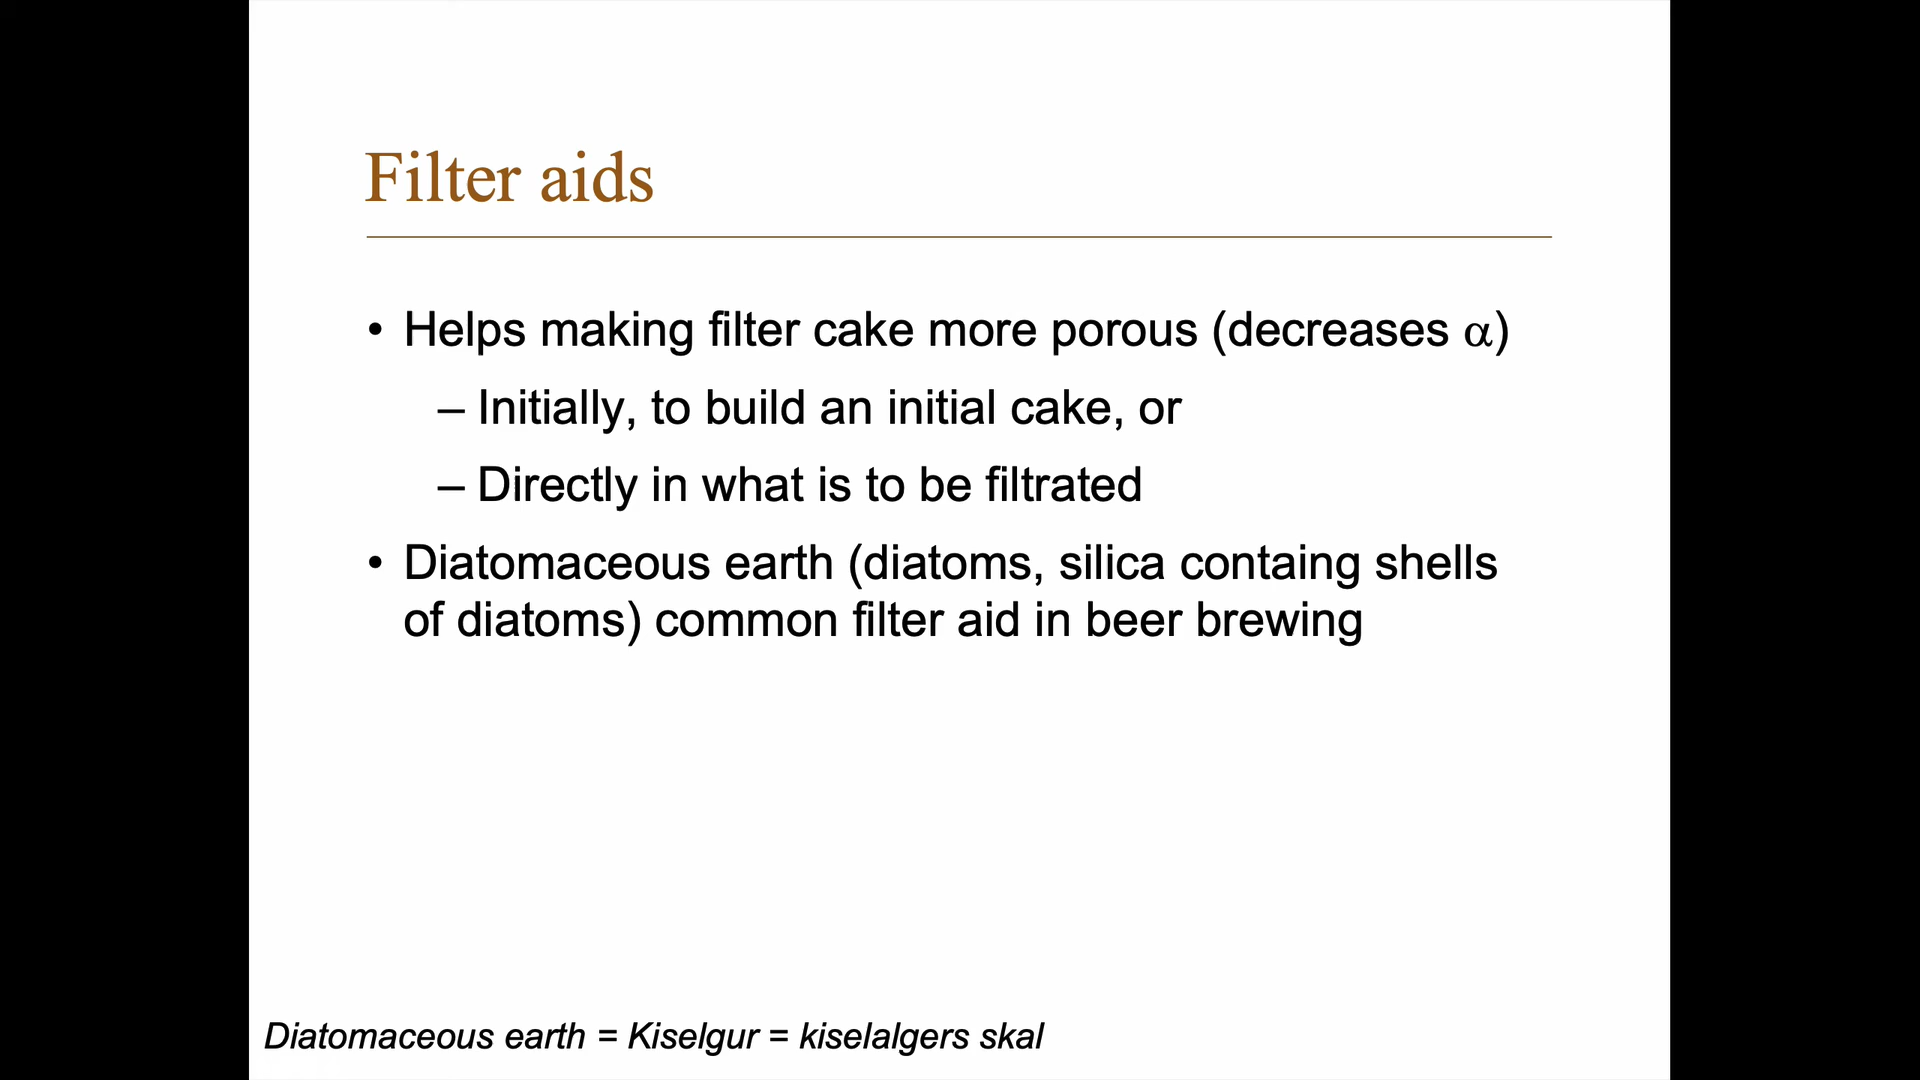 Filter aids
• Helps making filter cake more porous (decreases α)
– Initially, to build an initial cake, or
– Directly in what is to be filtrated
• Diatomaceous earth (diatoms, silica containg shells
of diatoms) common filter aid in beer brewing
Diatomaceous earth = Kiselgur = kiselalgers skal